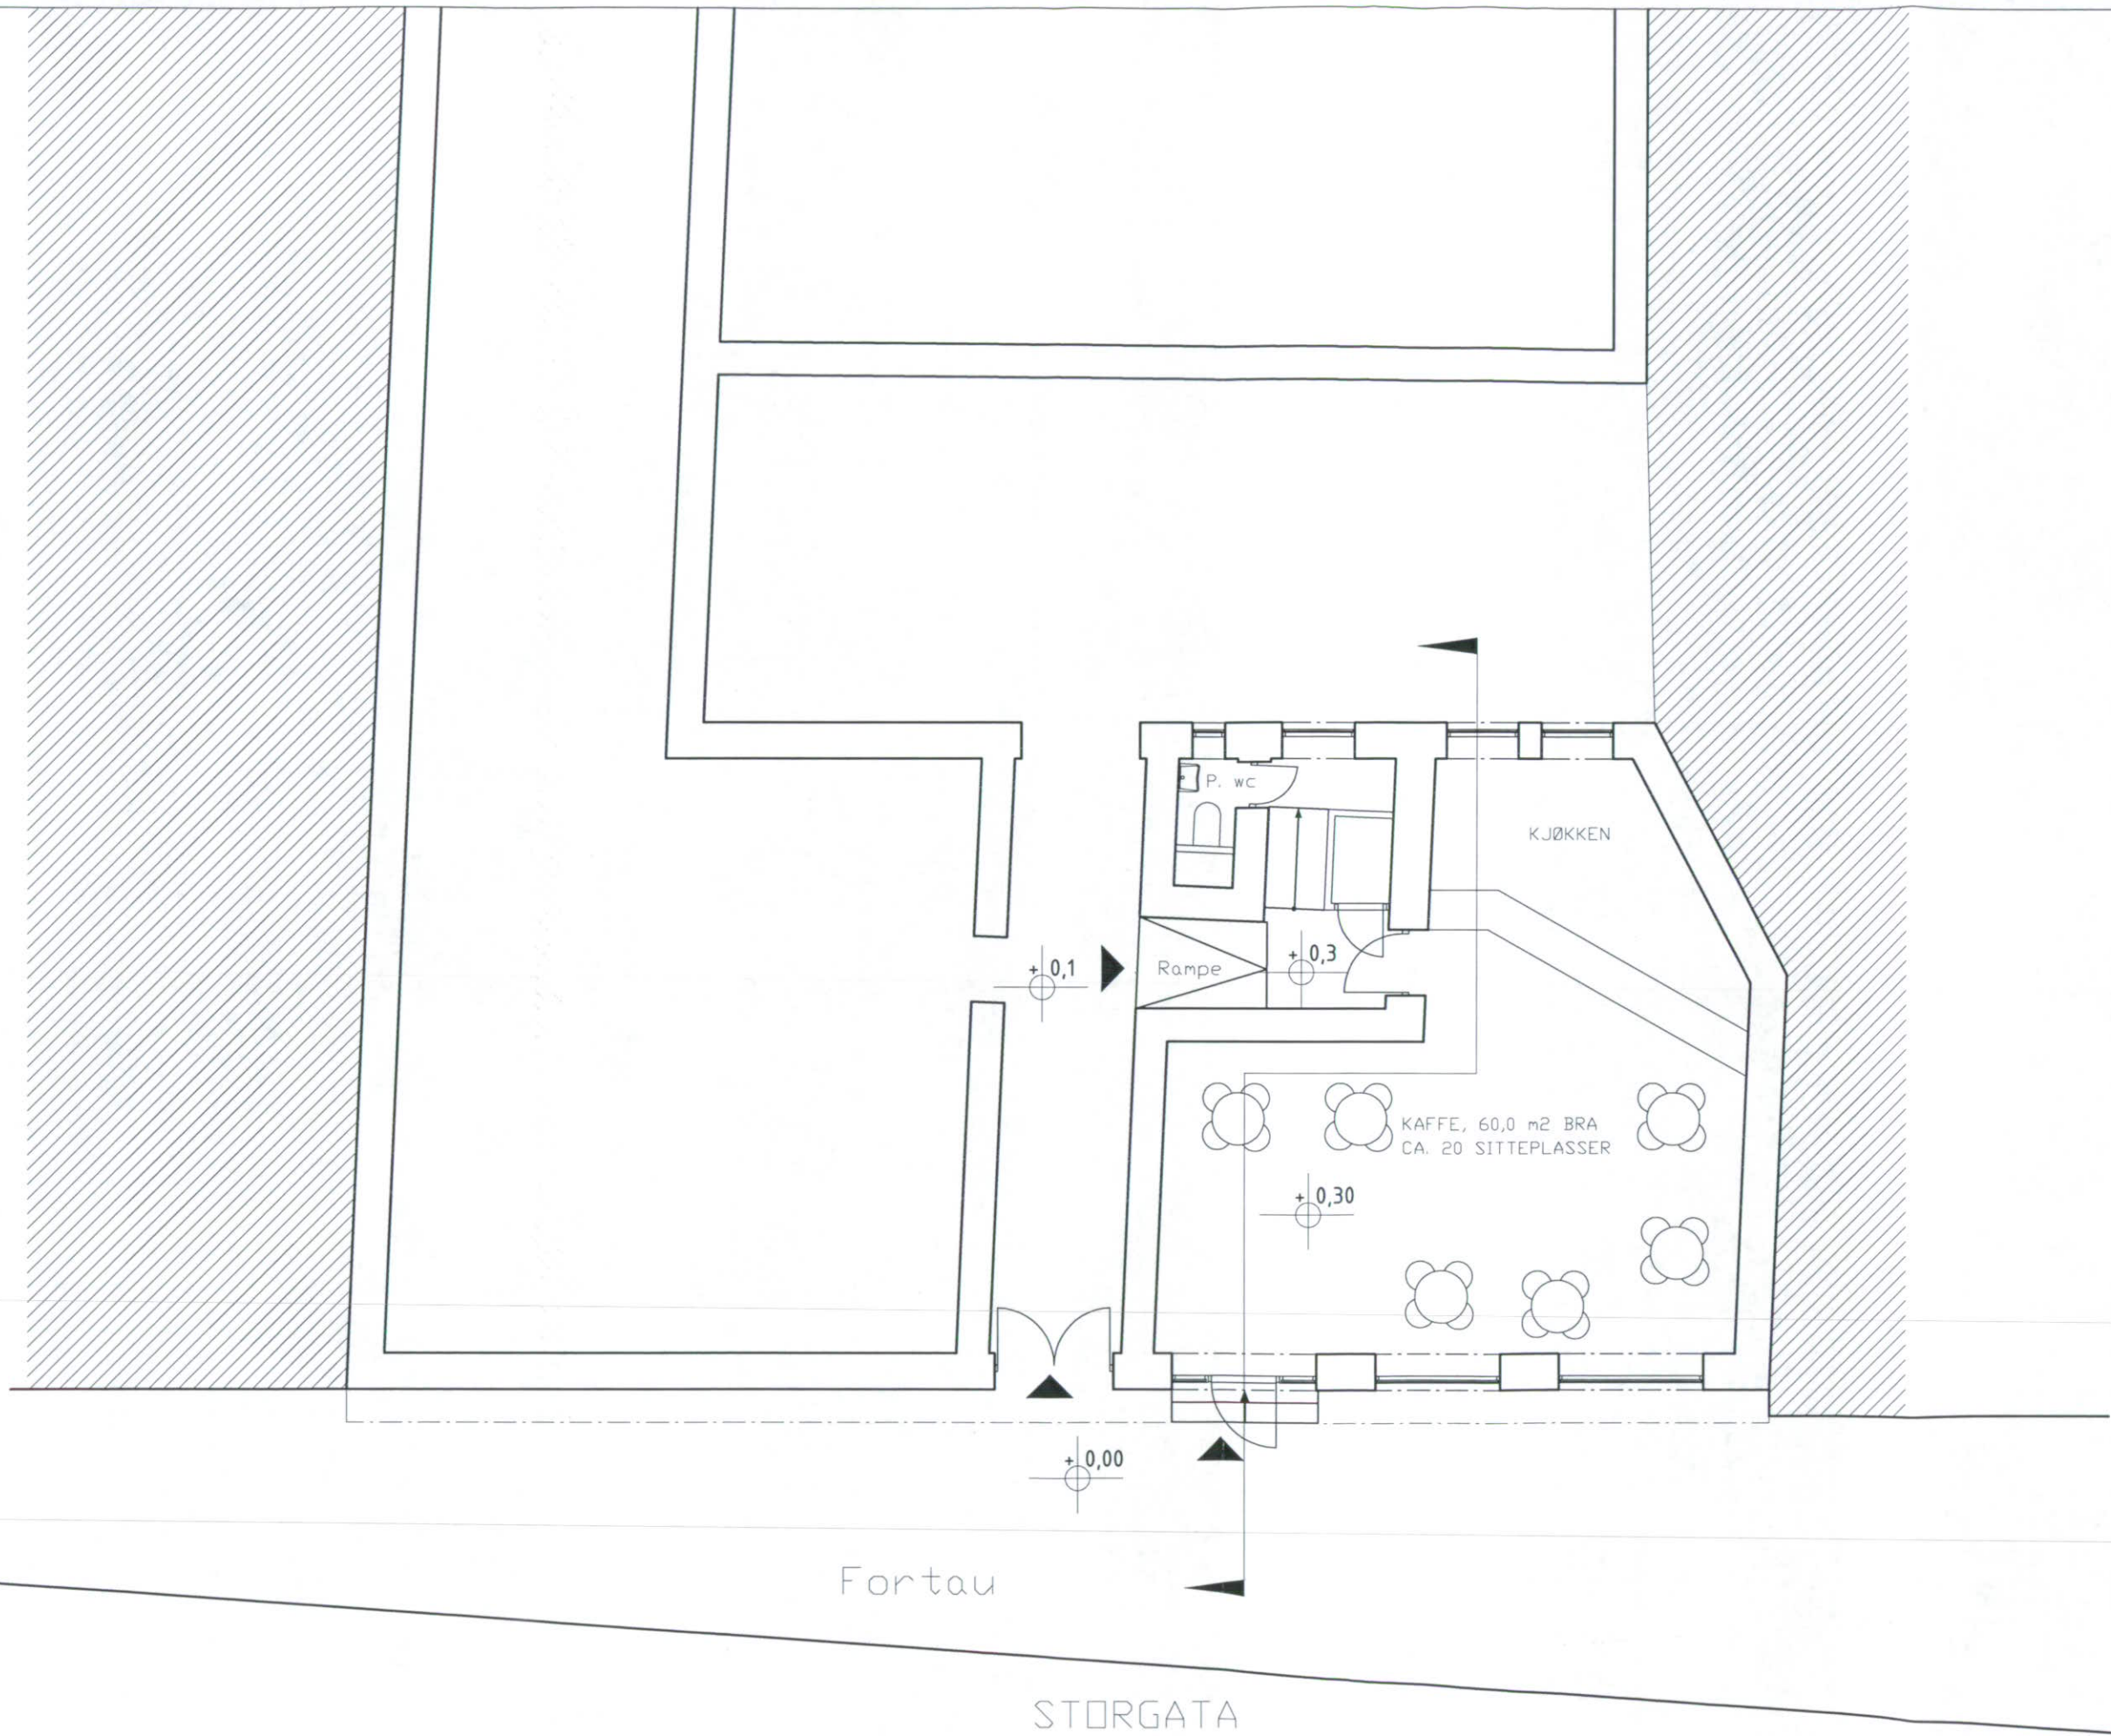 P. WC
KJØKKEN
+ 0,3
+ 0,1
Rampe
KAFFE, 60,0 m2 BRA
CA. 20 SITTEPLASSER
+ 0,30
+ 0,00
Fortau
STORGATA